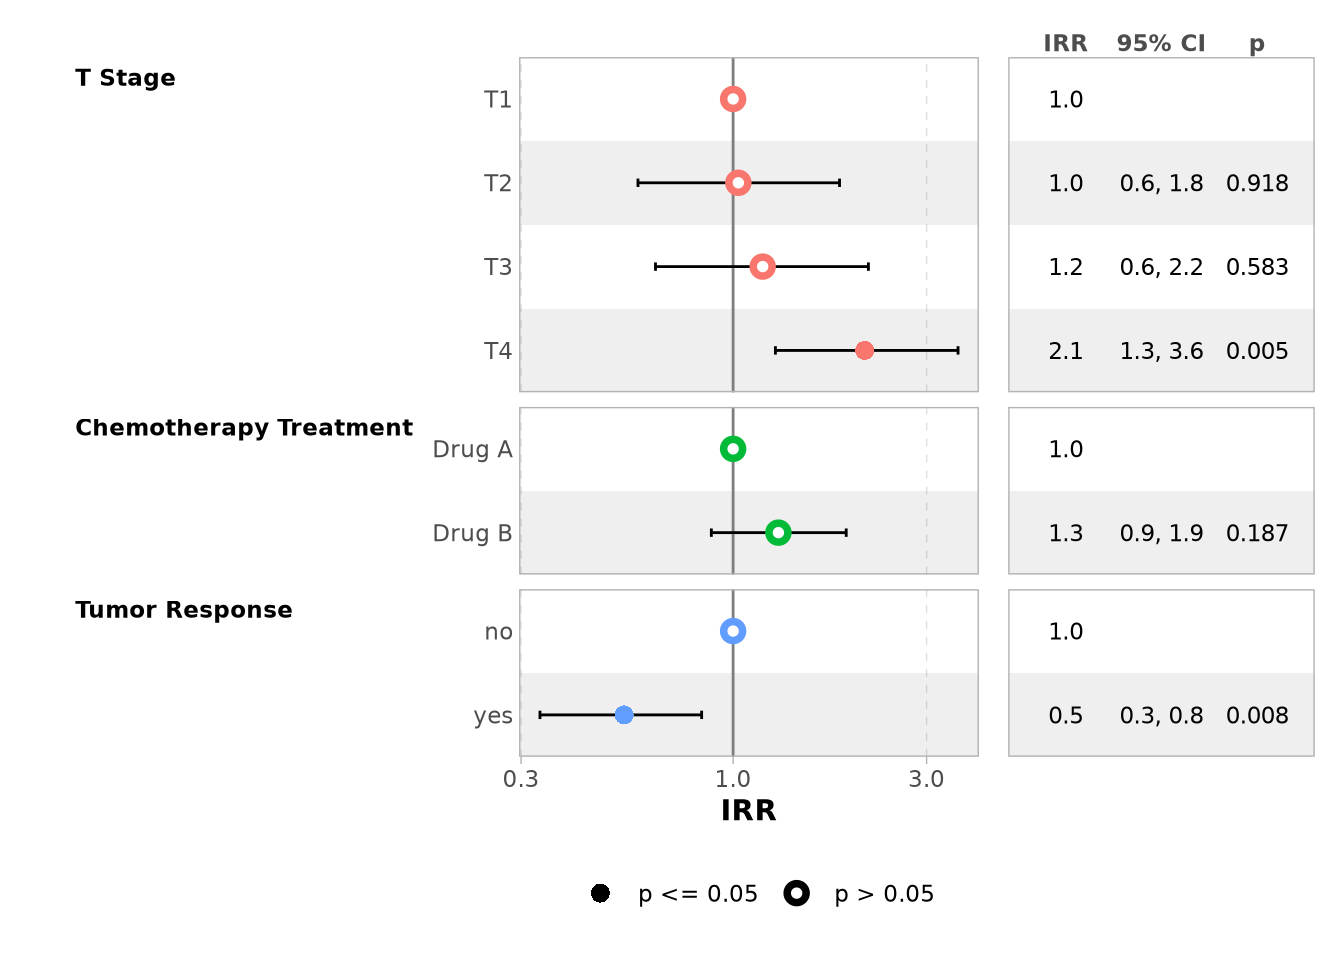 IRR 95% CI p
T Stage
T1 1.0
T2 1.0 0.6, 1.8 0.918
T3 1.2 0.6, 2.2 0.583
T4 2.1 1.3, 3.6 0.005
Chemotherapy Treatment
Drug A 1.0
Drug B 1.3 0.9, 1.9 0.187
Tumor Response
no 1.0
yes 0.5 0.3, 0.8 0.008
0.3 1.0 3.0
IRR
p <= 0.05 p > 0.05